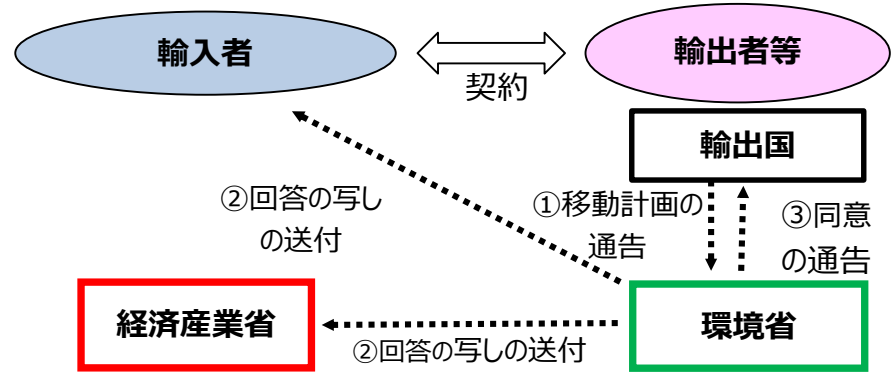 輸入者
輸出者等
契約
輸出国
②回答の写し
の送付
①移動計画の
通告
③同意
の通告
経済産業省
環境省
②回答の写しの送付